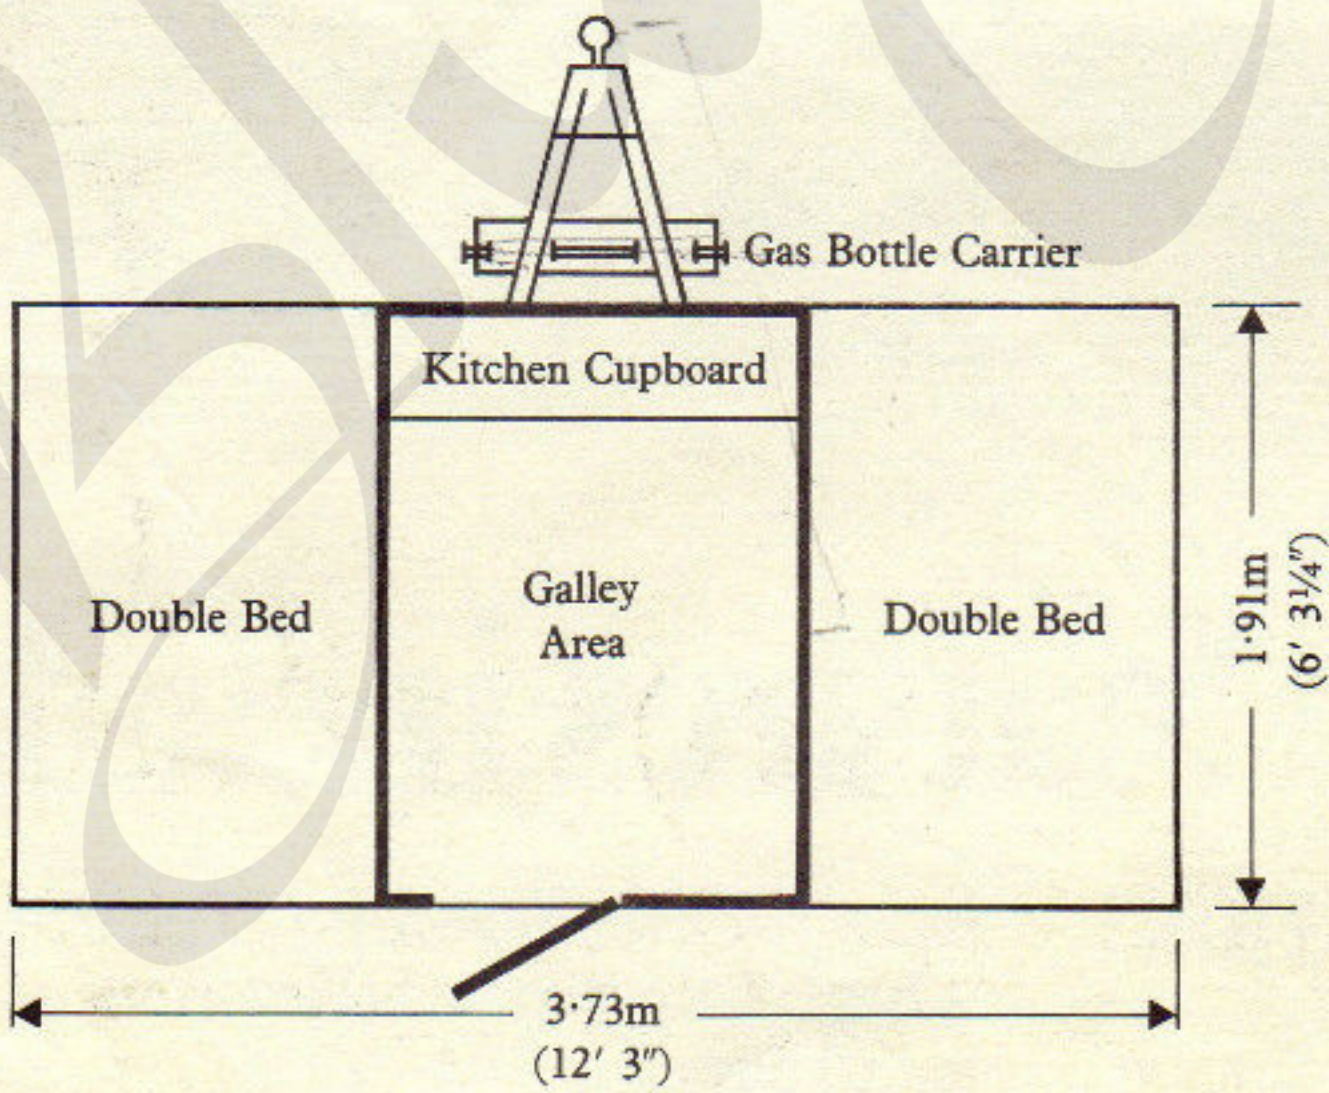 Gas Bottle Carrier
Kitchen Cupboard
Double Bed
Galley
Area
Double Bed
1·91m
(6′ 3¼″)
3·73m
(12′ 3″)